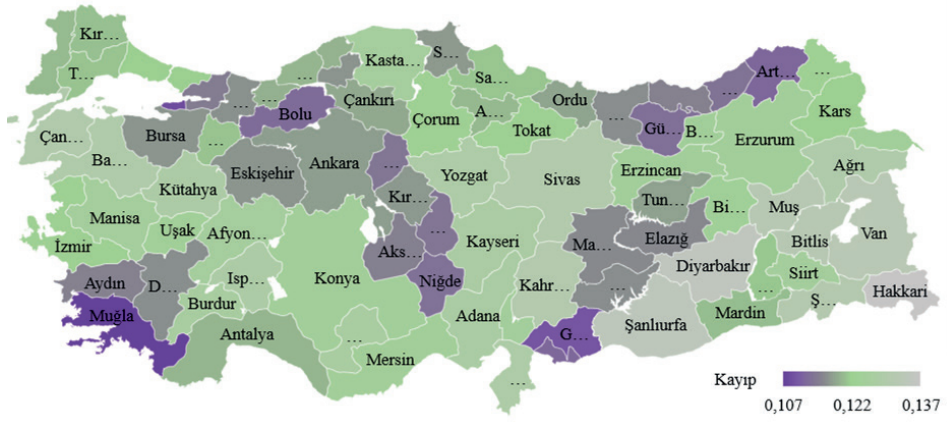 Kır…
T…
Kasta…
S…
Sa…
Art…
…
…
…
…
…
Bolu
Çankırı
Ordu
A…
…
Kars
Çan…
Bursa
Çorum
Tokat
Gü…
B…
Erzurum
…
Ba…
Eskişehir
Ankara
…
Ağrı
Kütahya
Yozgat
Sivas
Erzincan
Kır…
Tun…
Bi…
Muş
Manisa
Uşak
Afyon…
…
Kayseri
Ma…
Elazığ
Bitlis
Van
İzmir
Aks…
Diyarbakır
Aydın
D…
Isp…
Konya
Niğde
Kahr…
…
…
Siirt
Hakkari
Burdur
Ş…
Muğla
Antalya
Adana
G…
Şanlıurfa
Mardin
…
Mersin
…
Kayıp
0,107 0,122 0,137